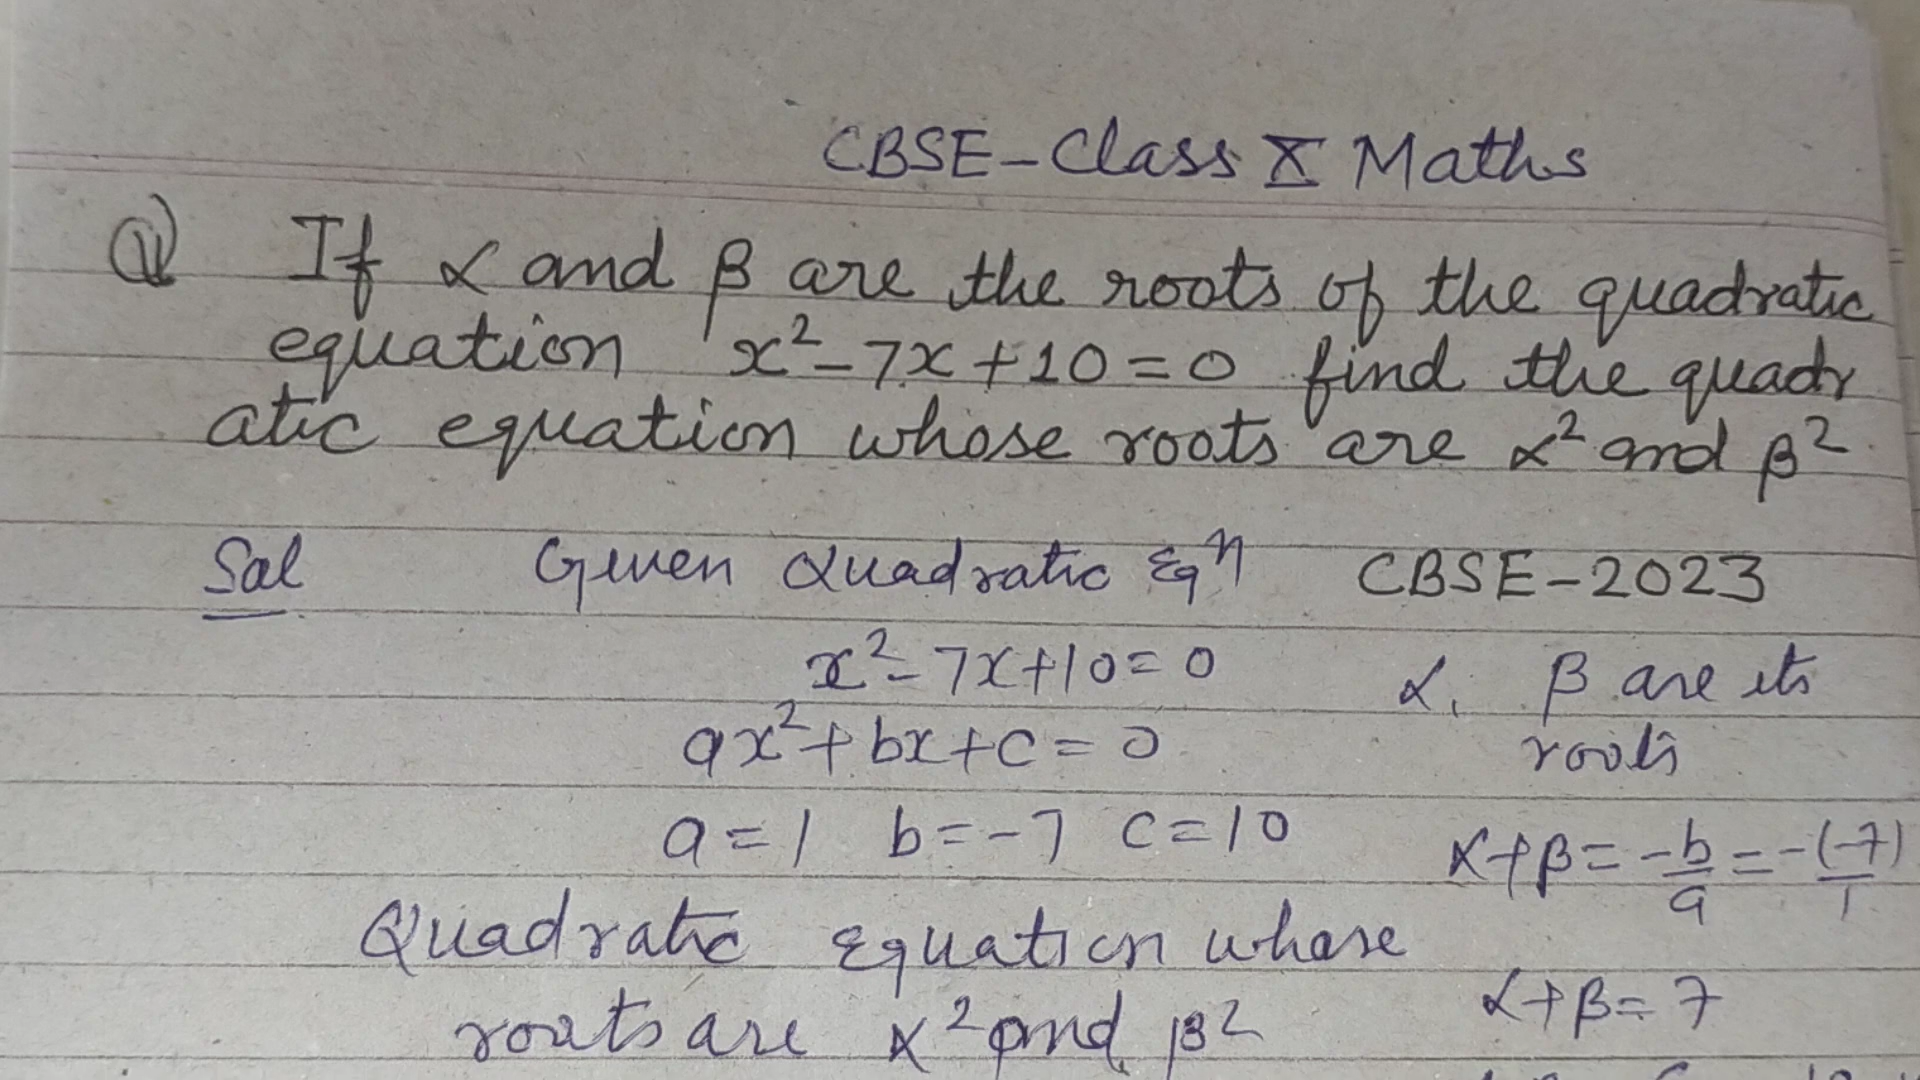 CBSE-Class X Maths
Q If α and β are the roots of the quadratic
equation x²-7x+10=0 find the quadr
atic equation whose roots are α² and β²
Sol Given Quadratic Eqⁿ CBSE-2023
x²-7x+10=0 α, β are its
ax²+bx+c=0 roots
a=1 b=-7 c=10 α+β=-b/a=-(-7)/1
Quadratic Equation whose
α+β=7
roots are α² and β²